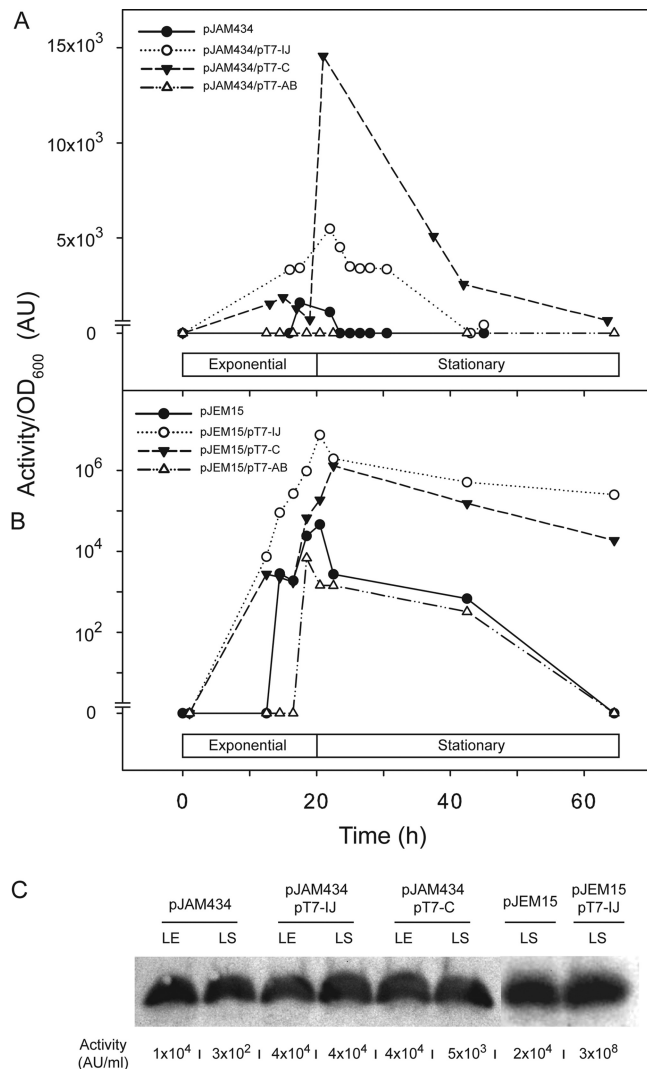 A
pJAM434
pJAM434/pT7-IJ
pJAM434/pT7-C
pJAM434/pT7-AB
15x10³
10x10³
5x10³
0
Exponential
Stationary
Activity/OD₆₀₀ (AU)
B
pJEM15
pJEM15/pT7-IJ
pJEM15/pT7-C
pJEM15/pT7-AB
10⁶
10⁴
10²
0
Exponential
Stationary
0 20 40 60
Time (h)
C
pJAM434 pJAM434 pT7-IJ pJAM434 pT7-C pJEM15 pJEM15 pT7-IJ
LE LS LE LS LE LS LS LS
Activity (AU/ml)
1x10⁴ ı 3x10² ı 4x10⁴ ı 4x10⁴ ı 4x10⁴ ı 5x10³ ı 2x10⁴ ı 3x10⁸